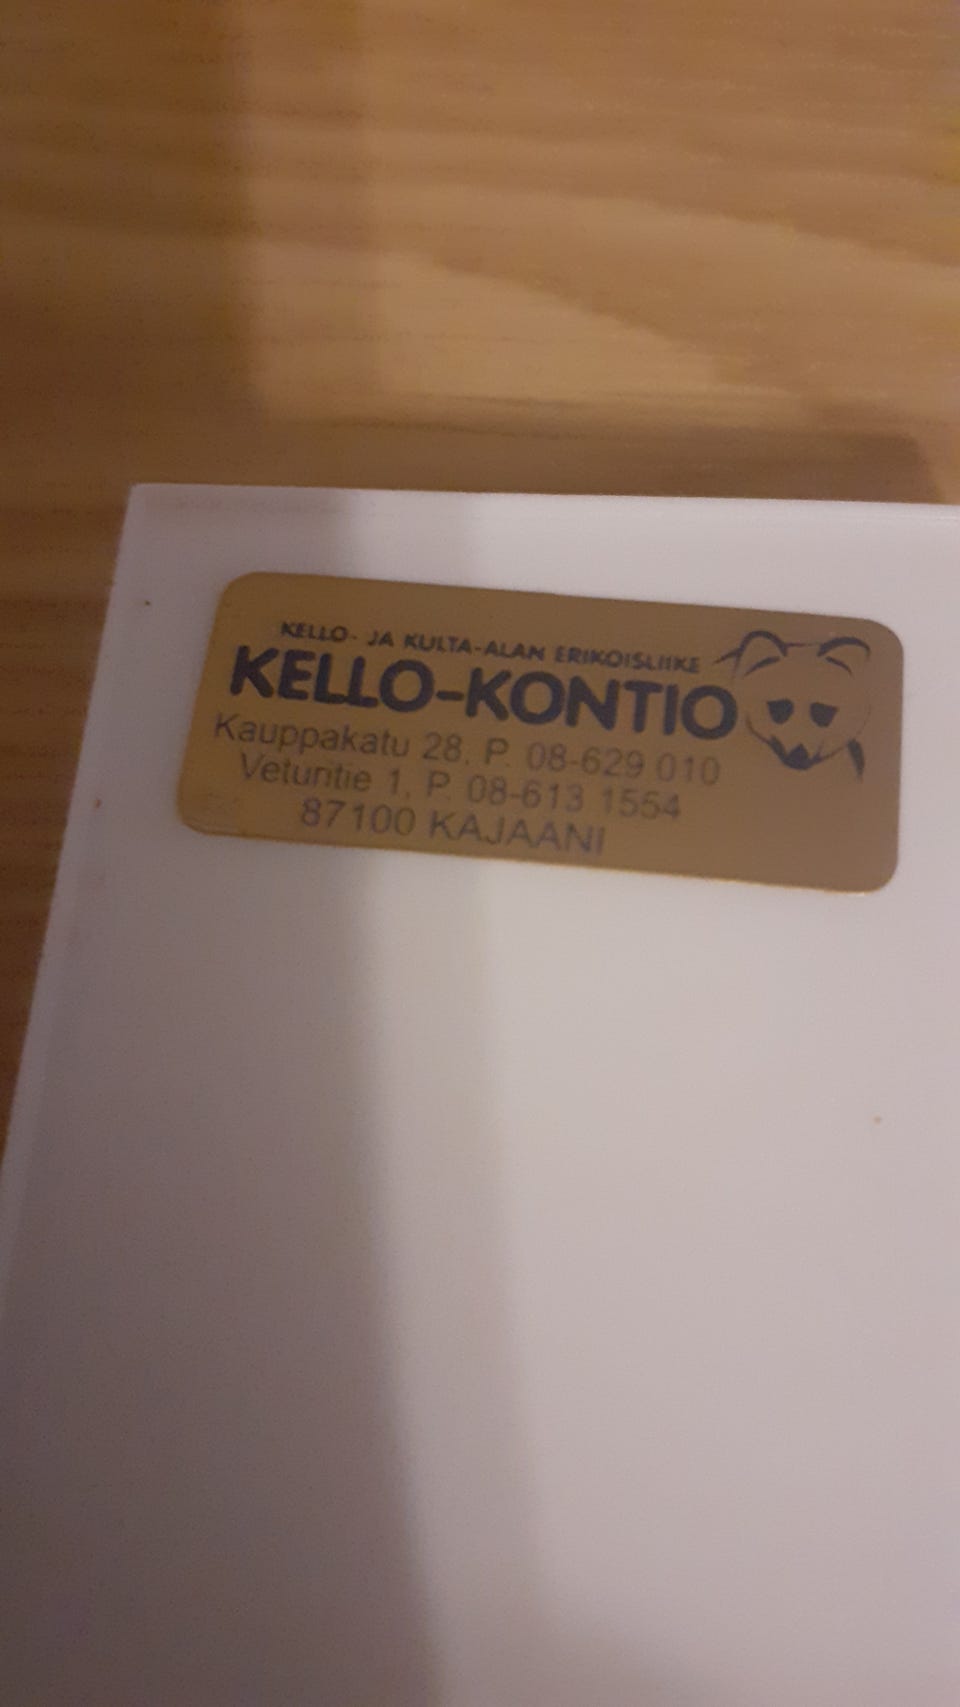 KELLO- JA KULTA-ALAN ERIKOISLIIKE
KELLO-KONTIO
Kauppakatu 28, P. 08-629 010
Veturitie 1, P. 08-613 1554
87100 KAJAANI